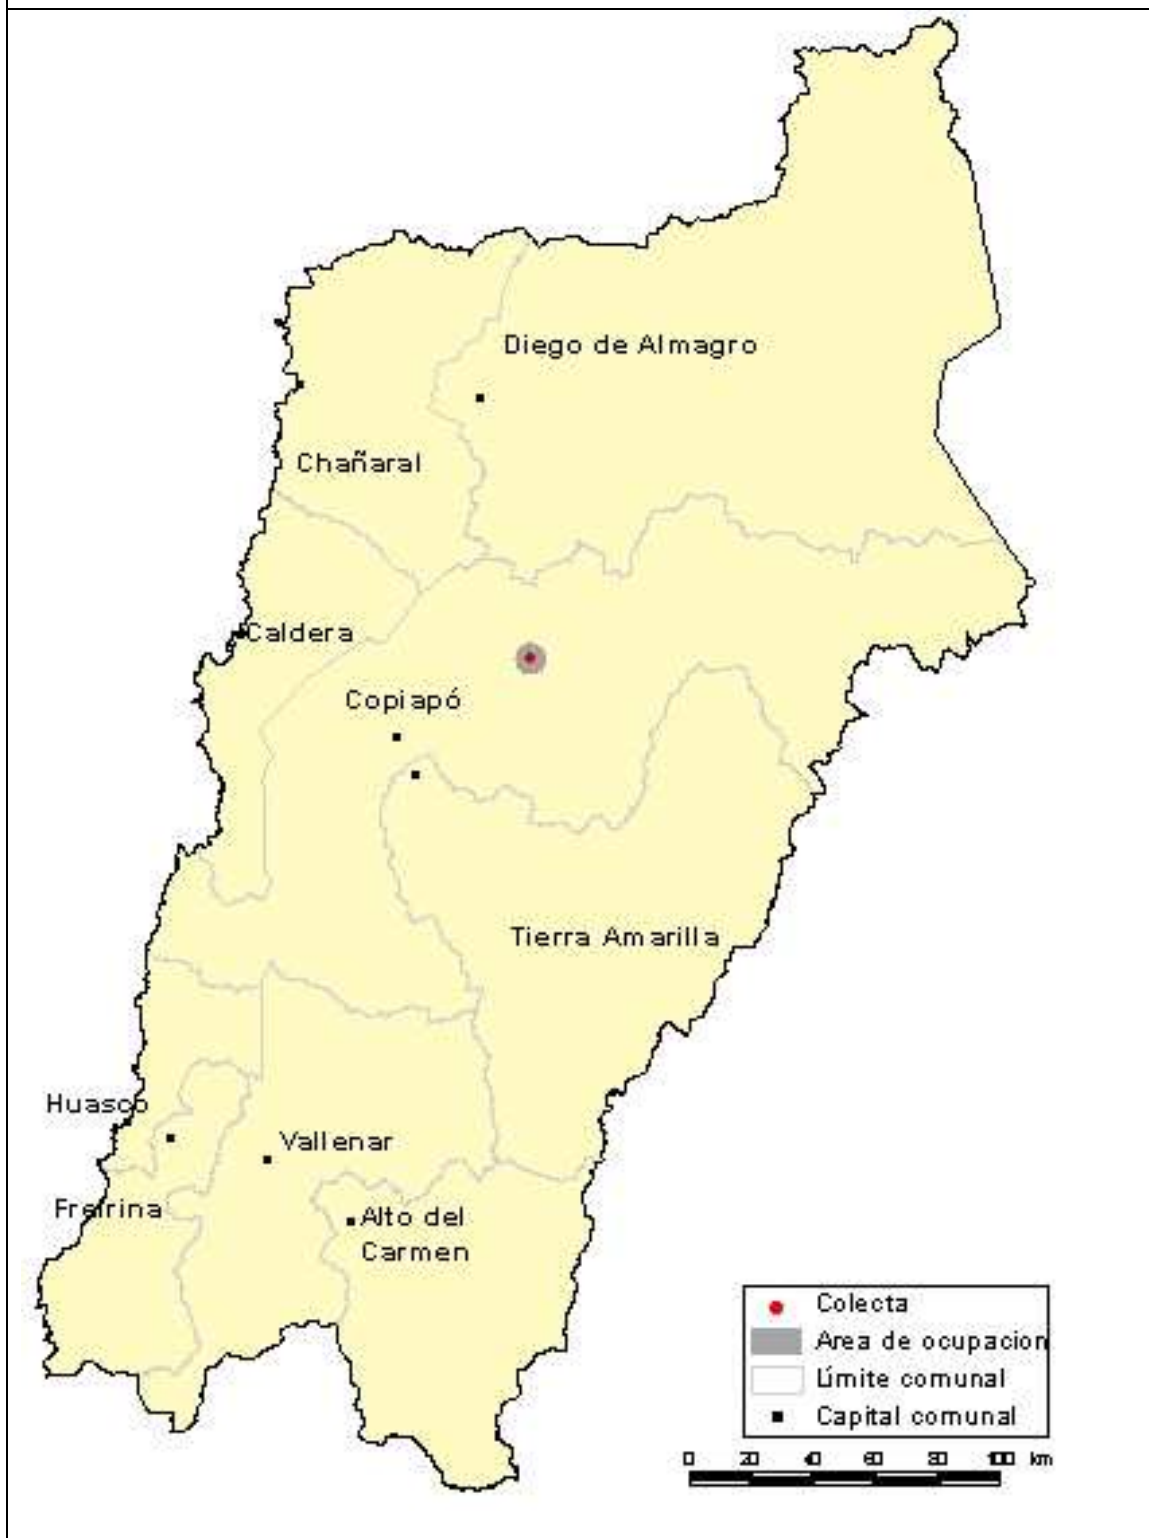 Diego de Almagro
Chañaral
Caldera
Copiapó
Tierra Amarilla
Huasco
Vallenar
Freirina
Alto del
Carmen
Colecta
Area de ocupacion
Límite comunal
Capital comunal
0 20 40 60 80 100 km